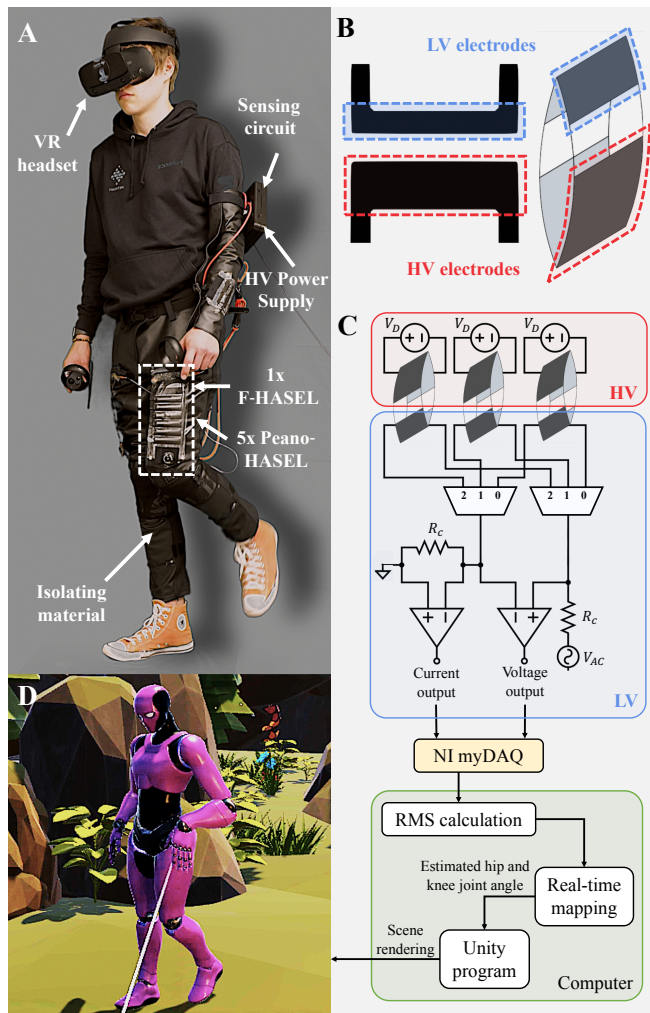 A
VR
headset
Sensing
circuit
HV Power
Supply
1x
F-HASEL
5x Peano-
HASEL
Isolating
material
B
LV electrodes
HV electrodes
C
V_D
V_D
V_D
+ -
+ -
+ -
HV
2 1 0
2 1 0
R_c
+ -
- +
R_c
V_AC
Current
output
Voltage
output
LV
NI myDAQ
RMS calculation
Estimated hip and
knee joint angle
Real-time
mapping
Scene
rendering
Unity
program
Computer
D